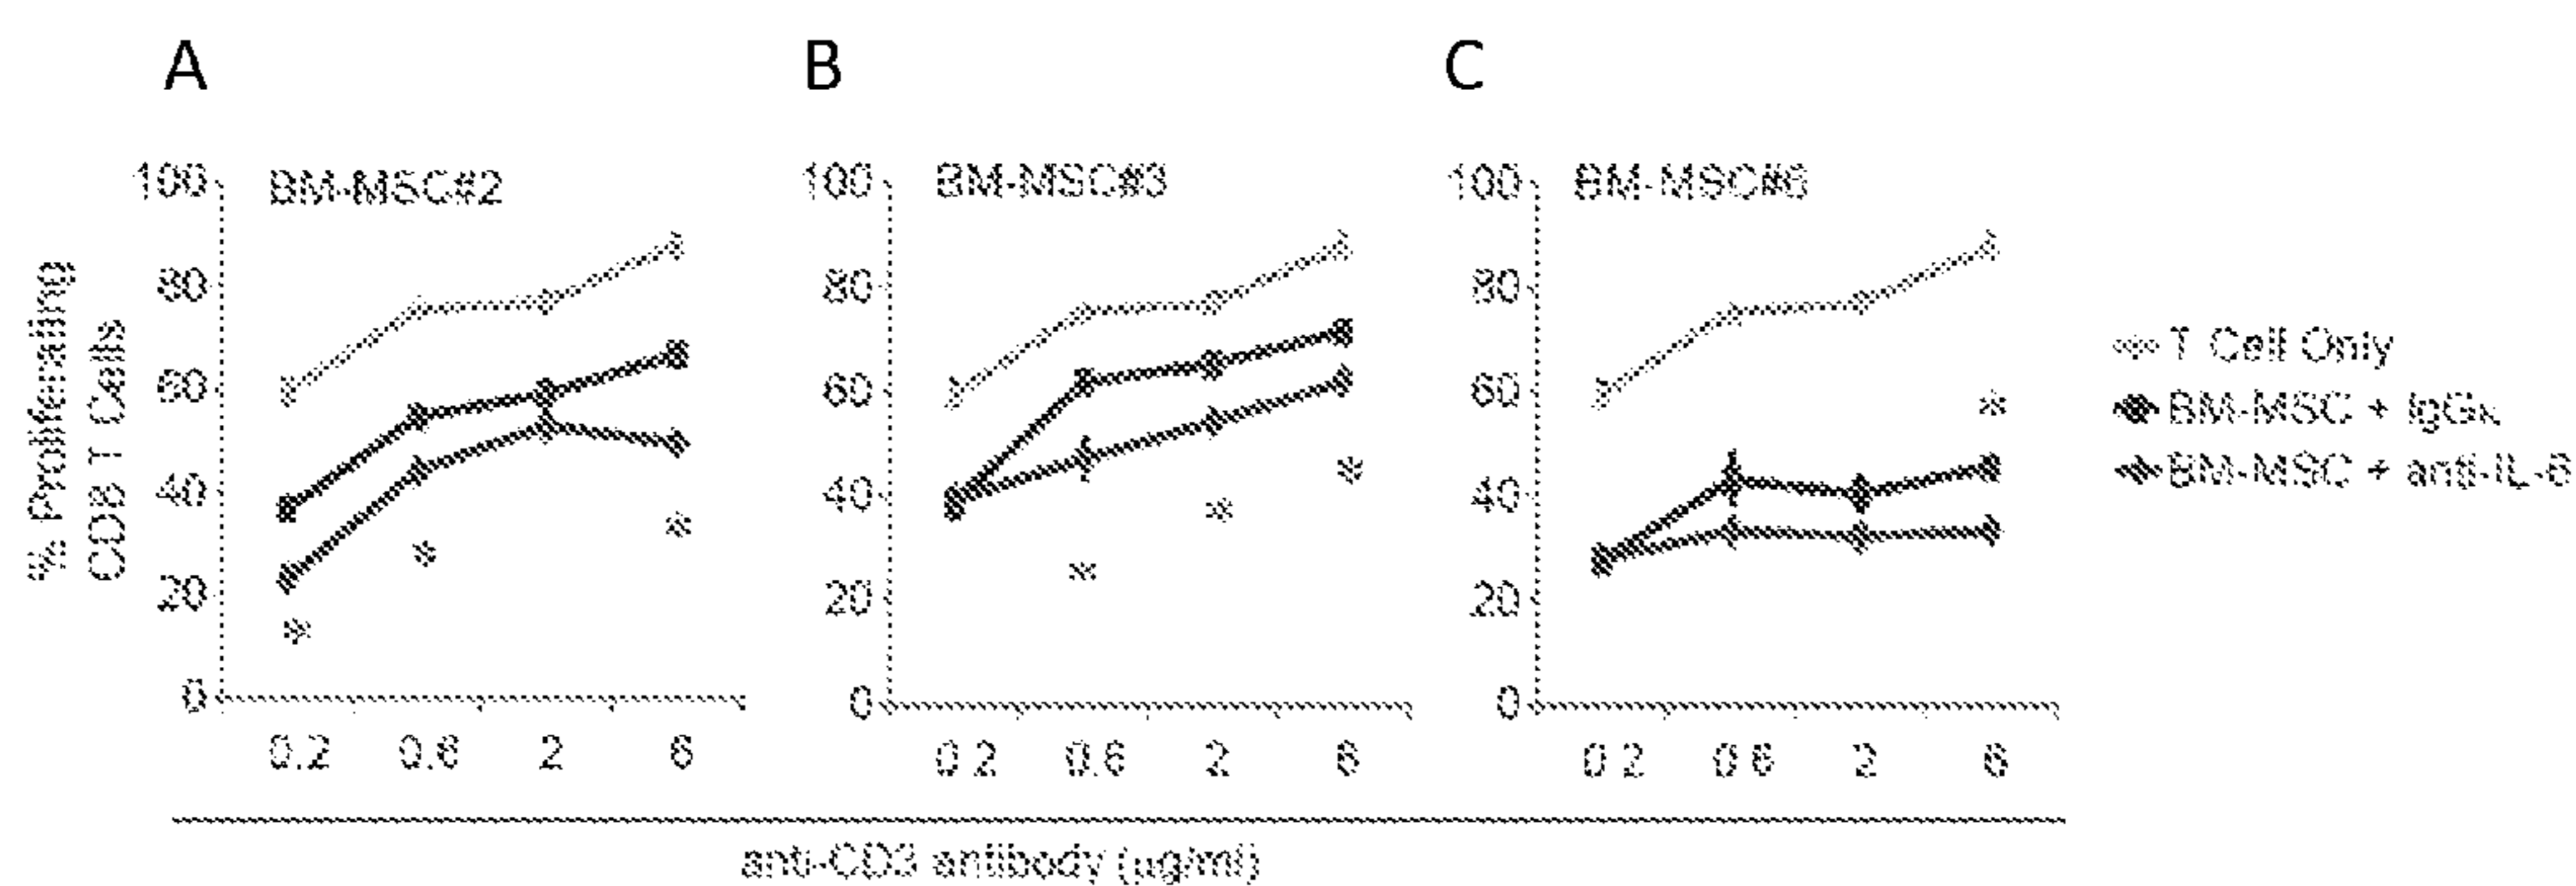 A
B
C
BM-MSC#2
BM-MSC#3
BM-MSC#6
% Proliferating
CD8 T Cells
100
80
60
40
20
0
100
80
60
40
20
0
100
80
60
40
20
0
*
*
*
*
*
*
*
0.2 0.6 2 6
0.2 0.6 2 6
0.2 0.6 2 6
T Cell Only
BM-MSC + IgGκ
BM-MSC + anti-IL-6
anti-CD3 antibody (µg/ml)